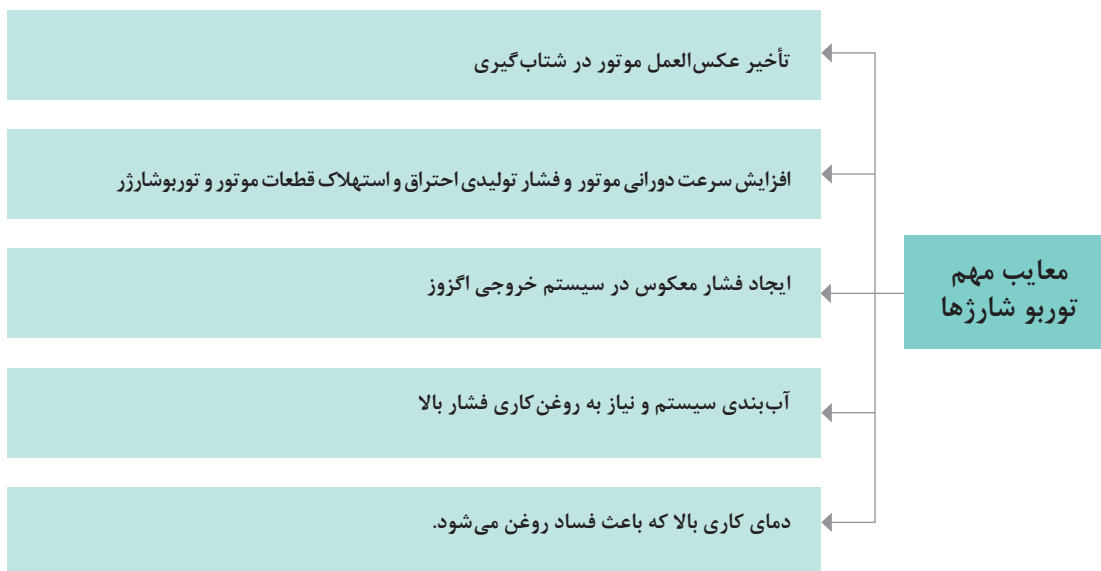 معایب مهم
توربو شارژها
تأخیر عکس‌العمل موتور در شتاب‌گیری
افزایش سرعت دورانی موتور و فشار تولیدی احتراق و استهلاک قطعات موتور و توربوشارژر
ایجاد فشار معکوس در سیستم خروجی اگزوز
آب‌بندی سیستم و نیاز به روغن‌کاری فشار بالا
دمای کاری بالا که باعث فساد روغن می‌شود.